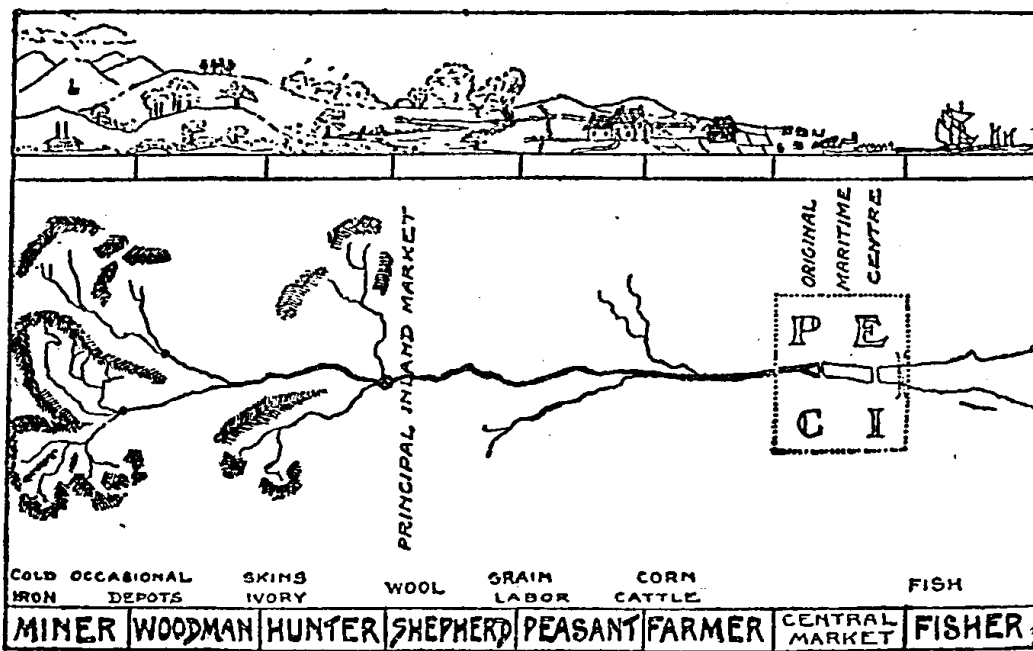 L
PRINCIPAL INLAND MARKET
ORIGINAL
MARITIME
CENTRE
P E
C I
COLD OCCASIONAL SKINS WOOL GRAIN CORN FISH
IRON DEPOTS IVORY LABOR CATTLE
MINER WOODMAN HUNTER SHEPHERD PEASANT FARMER CENTRAL MARKET FISHER